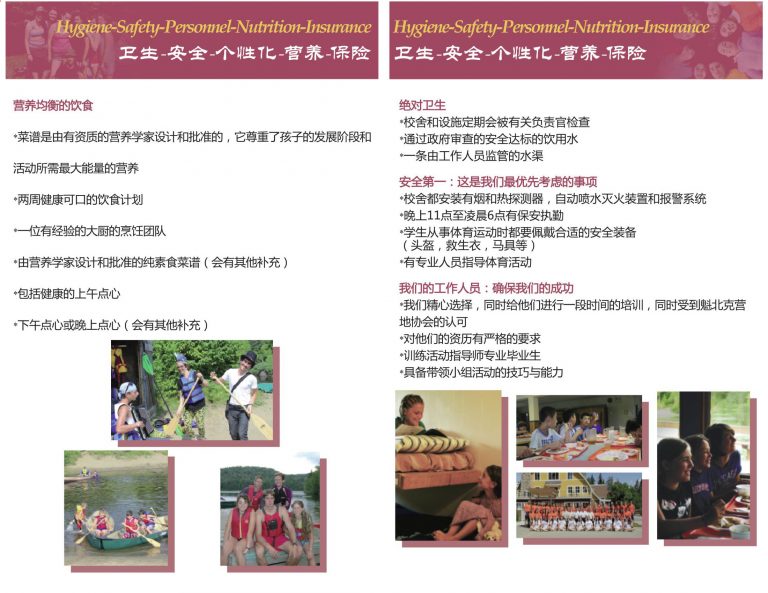 Hygiene-Safety-Personnel-Nutrition-Insurance
卫生-安全-个性化-营养-保险
营养均衡的饮食
•菜谱是由有资质的营养学家设计和批准的，它尊重了孩子的发展阶段和
活动所需最大能量的营养
•两周健康可口的饮食计划
•一位有经验的大厨的烹饪团队
•由营养学家设计和批准的纯素食菜谱（会有其他补充）
•包括健康的上午点心
•下午点心或晚上点心（会有其他补充）
Hygiene-Safety-Personnel-Nutrition-Insurance
卫生-安全-个性化-营养-保险
绝对卫生
•校舍和设施定期会被有关负责官检查
•通过政府审查的安全达标的饮用水
•一条由工作人员监管的水渠
安全第一：这是我们最优先考虑的事项
•校舍都安装有烟和热探测器，自动喷水灭火装置和报警系统
•晚上11点至凌晨6点有保安执勤
•学生从事体育运动时都要佩戴合适的安全装备
（头盔，救生衣，马具等）
•有专业人员指导体育活动
我们的工作人员：确保我们的成功
•我们精心选择，同时给他们进行一段时间的培训，同时受到魁北克营
地协会的认可
•对他们的资历有严格的要求
•训练活动指导师专业毕业生
•具备带领小组活动的技巧与能力